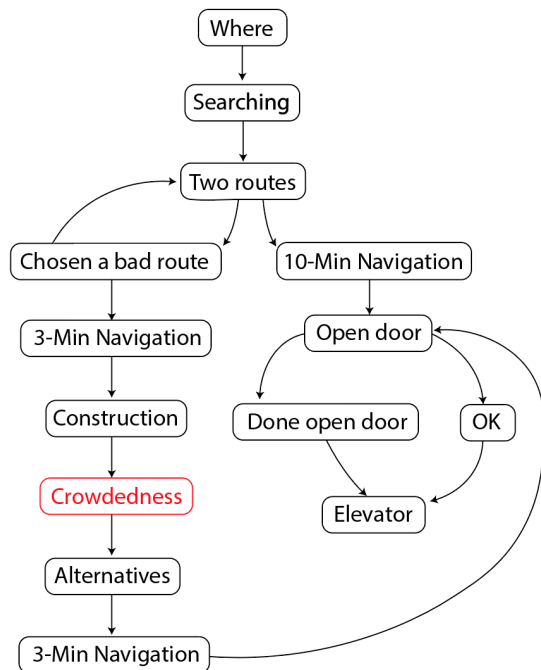 Where
Searching
Two routes
Chosen a bad route
10-Min Navigation
3-Min Navigation
Open door
Construction
Done open door
OK
Crowdedness
Elevator
Alternatives
3-Min Navigation